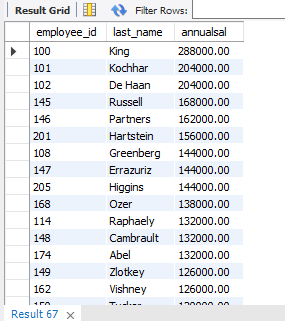 Result Grid Filter Rows:
employee_id last_name annualsal
100 King 288000.00
101 Kochhar 204000.00
102 De Haan 204000.00
145 Russell 168000.00
146 Partners 162000.00
201 Hartstein 156000.00
108 Greenberg 144000.00
147 Errazuriz 144000.00
205 Higgins 144000.00
168 Ozer 138000.00
114 Raphaely 132000.00
148 Cambrault 132000.00
174 Abel 132000.00
149 Zlotkey 126000.00
162 Vishney 126000.00
Result 67 ×